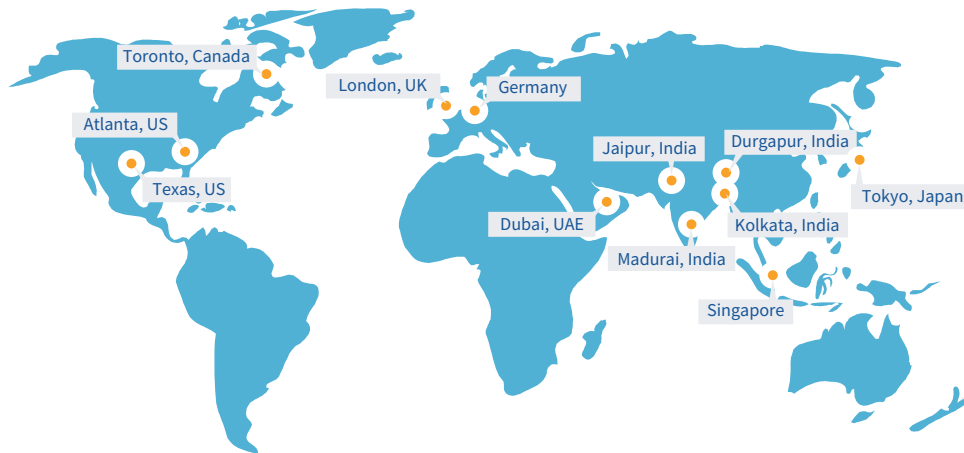 Toronto, Canada
London, UK
Germany
Atlanta, US
Texas, US
Jaipur, India
Durgapur, India
Tokyo, Japan
Dubai, UAE
Kolkata, India
Madurai, India
Singapore